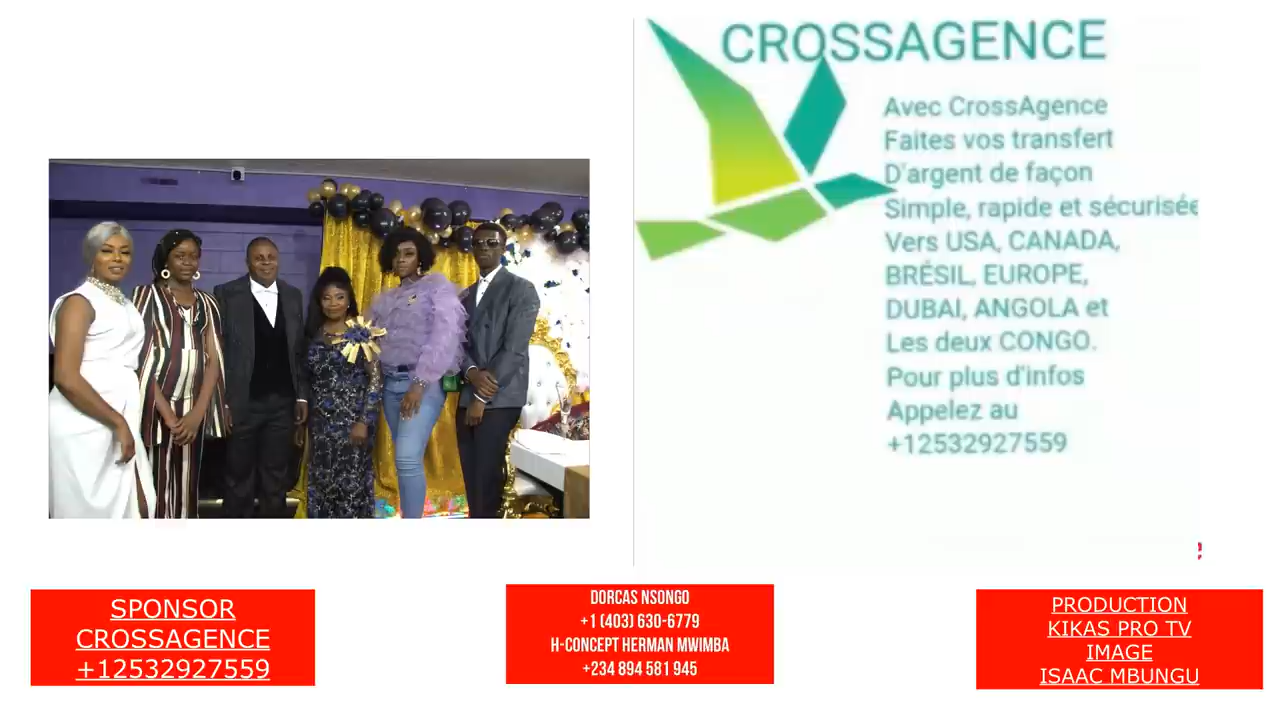 CROSSAGENCE
Avec CrossAgence
Faites vos transfert
D'argent de façon
Simple, rapide et sécurisée
Vers USA, CANADA,
BRÉSIL, EUROPE,
DUBAI, ANGOLA et
Les deux CONGO.
Pour plus d'infos
Appelez au
+12532927559
SPONSOR
CROSSAGENCE
+12532927559
DORCAS NSONGO
+1 (403) 630-6779
H-CONCEPT HERMAN MWIMBA
+234 894 581 945
PRODUCTION
KIKAS PRO TV
IMAGE
ISAAC MBUNGU